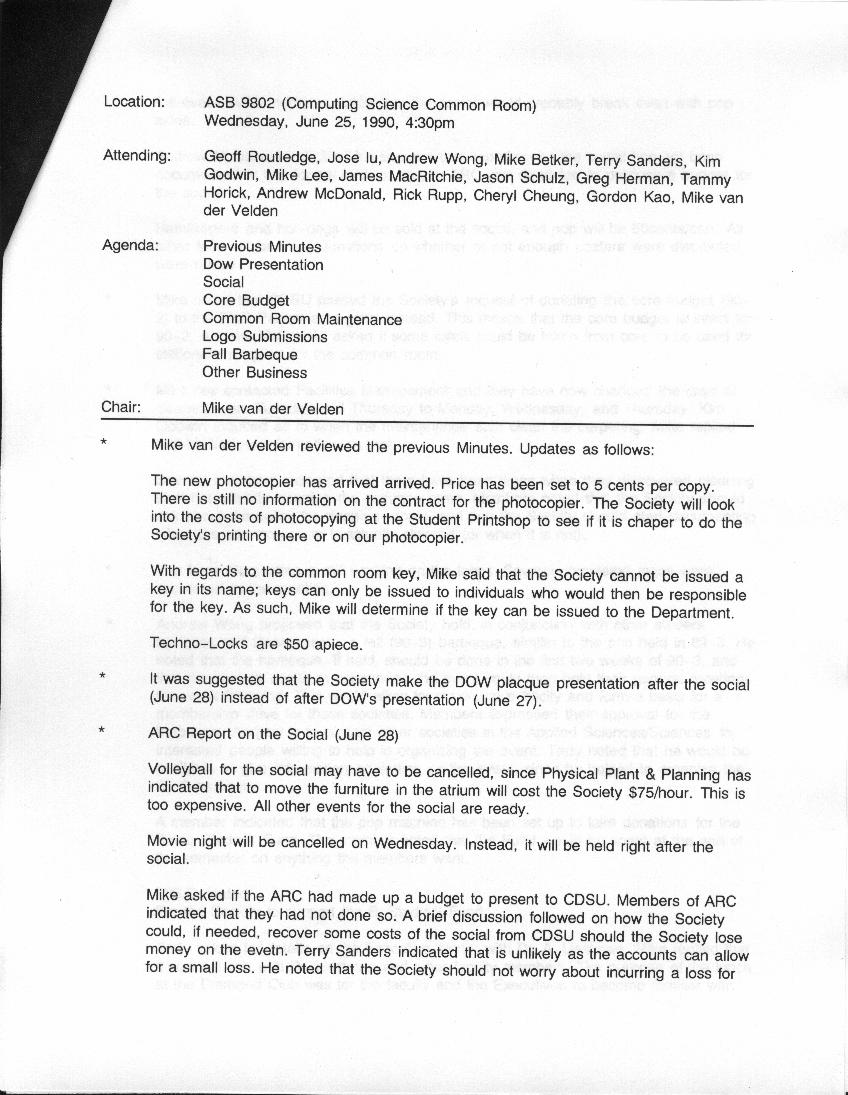 Location: ASB 9802 (Computing Science Common Room)
Wednesday, June 25, 1990, 4:30pm
Attending: Geoff Routledge, Jose Iu, Andrew Wong, Mike Betker, Terry Sanders, Kim
Godwin, Mike Lee, James MacRitchie, Jason Schulz, Greg Herman, Tammy
Horick, Andrew McDonald, Rick Rupp, Cheryl Cheung, Gordon Kao, Mike van
der Velden
Agenda: Previous Minutes
Dow Presentation
Social
Core Budget
Common Room Maintenance
Logo Submissions
Fall Barbeque
Other Business
Chair: Mike van der Velden
* Mike van der Velden reviewed the previous Minutes. Updates as follows:
The new photocopier has arrived arrived. Price has been set to 5 cents per copy.
There is still no information on the contract for the photocopier. The Society will look
into the costs of photocopying at the Student Printshop to see if it is chaper to do the
Society's printing there or on our photocopier.
With regards to the common room key, Mike said that the Society cannot be issued a
key in its name; keys can only be issued to individuals who would then be responsible
for the key. As such, Mike will determine if the key can be issued to the Department.
Techno-Locks are $50 apiece.
* It was suggested that the Society make the DOW placque presentation after the social
(June 28) instead of after DOW's presentation (June 27).
* ARC Report on the Social (June 28)
Volleyball for the social may have to be cancelled, since Physical Plant & Planning has
indicated that to move the furniture in the atrium will cost the Society $75/hour. This is
too expensive. All other events for the social are ready.
Movie night will be cancelled on Wednesday. Instead, it will be held right after the
social.
Mike asked if the ARC had made up a budget to present to CDSU. Members of ARC
indicated that they had not done so. A brief discussion followed on how the Society
could, if needed, recover some costs of the social from CDSU should the Society lose
money on the evetn. Terry Sanders indicated that is unlikely as the accounts can allow
for a small loss. He noted that the Society should not worry about incurring a loss for